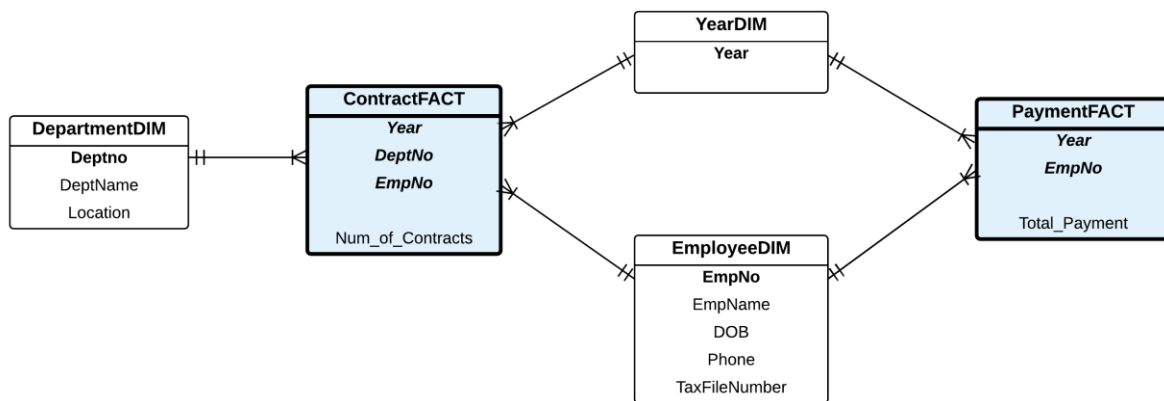 DepartmentDIM
Deptno
DeptName
Location
ContractFACT
Year
DeptNo
EmpNo
Num_of_Contracts
YearDIM
Year
EmployeeDIM
EmpNo
EmpName
DOB
Phone
TaxFileNumber
PaymentFACT
Year
EmpNo
Total_Payment